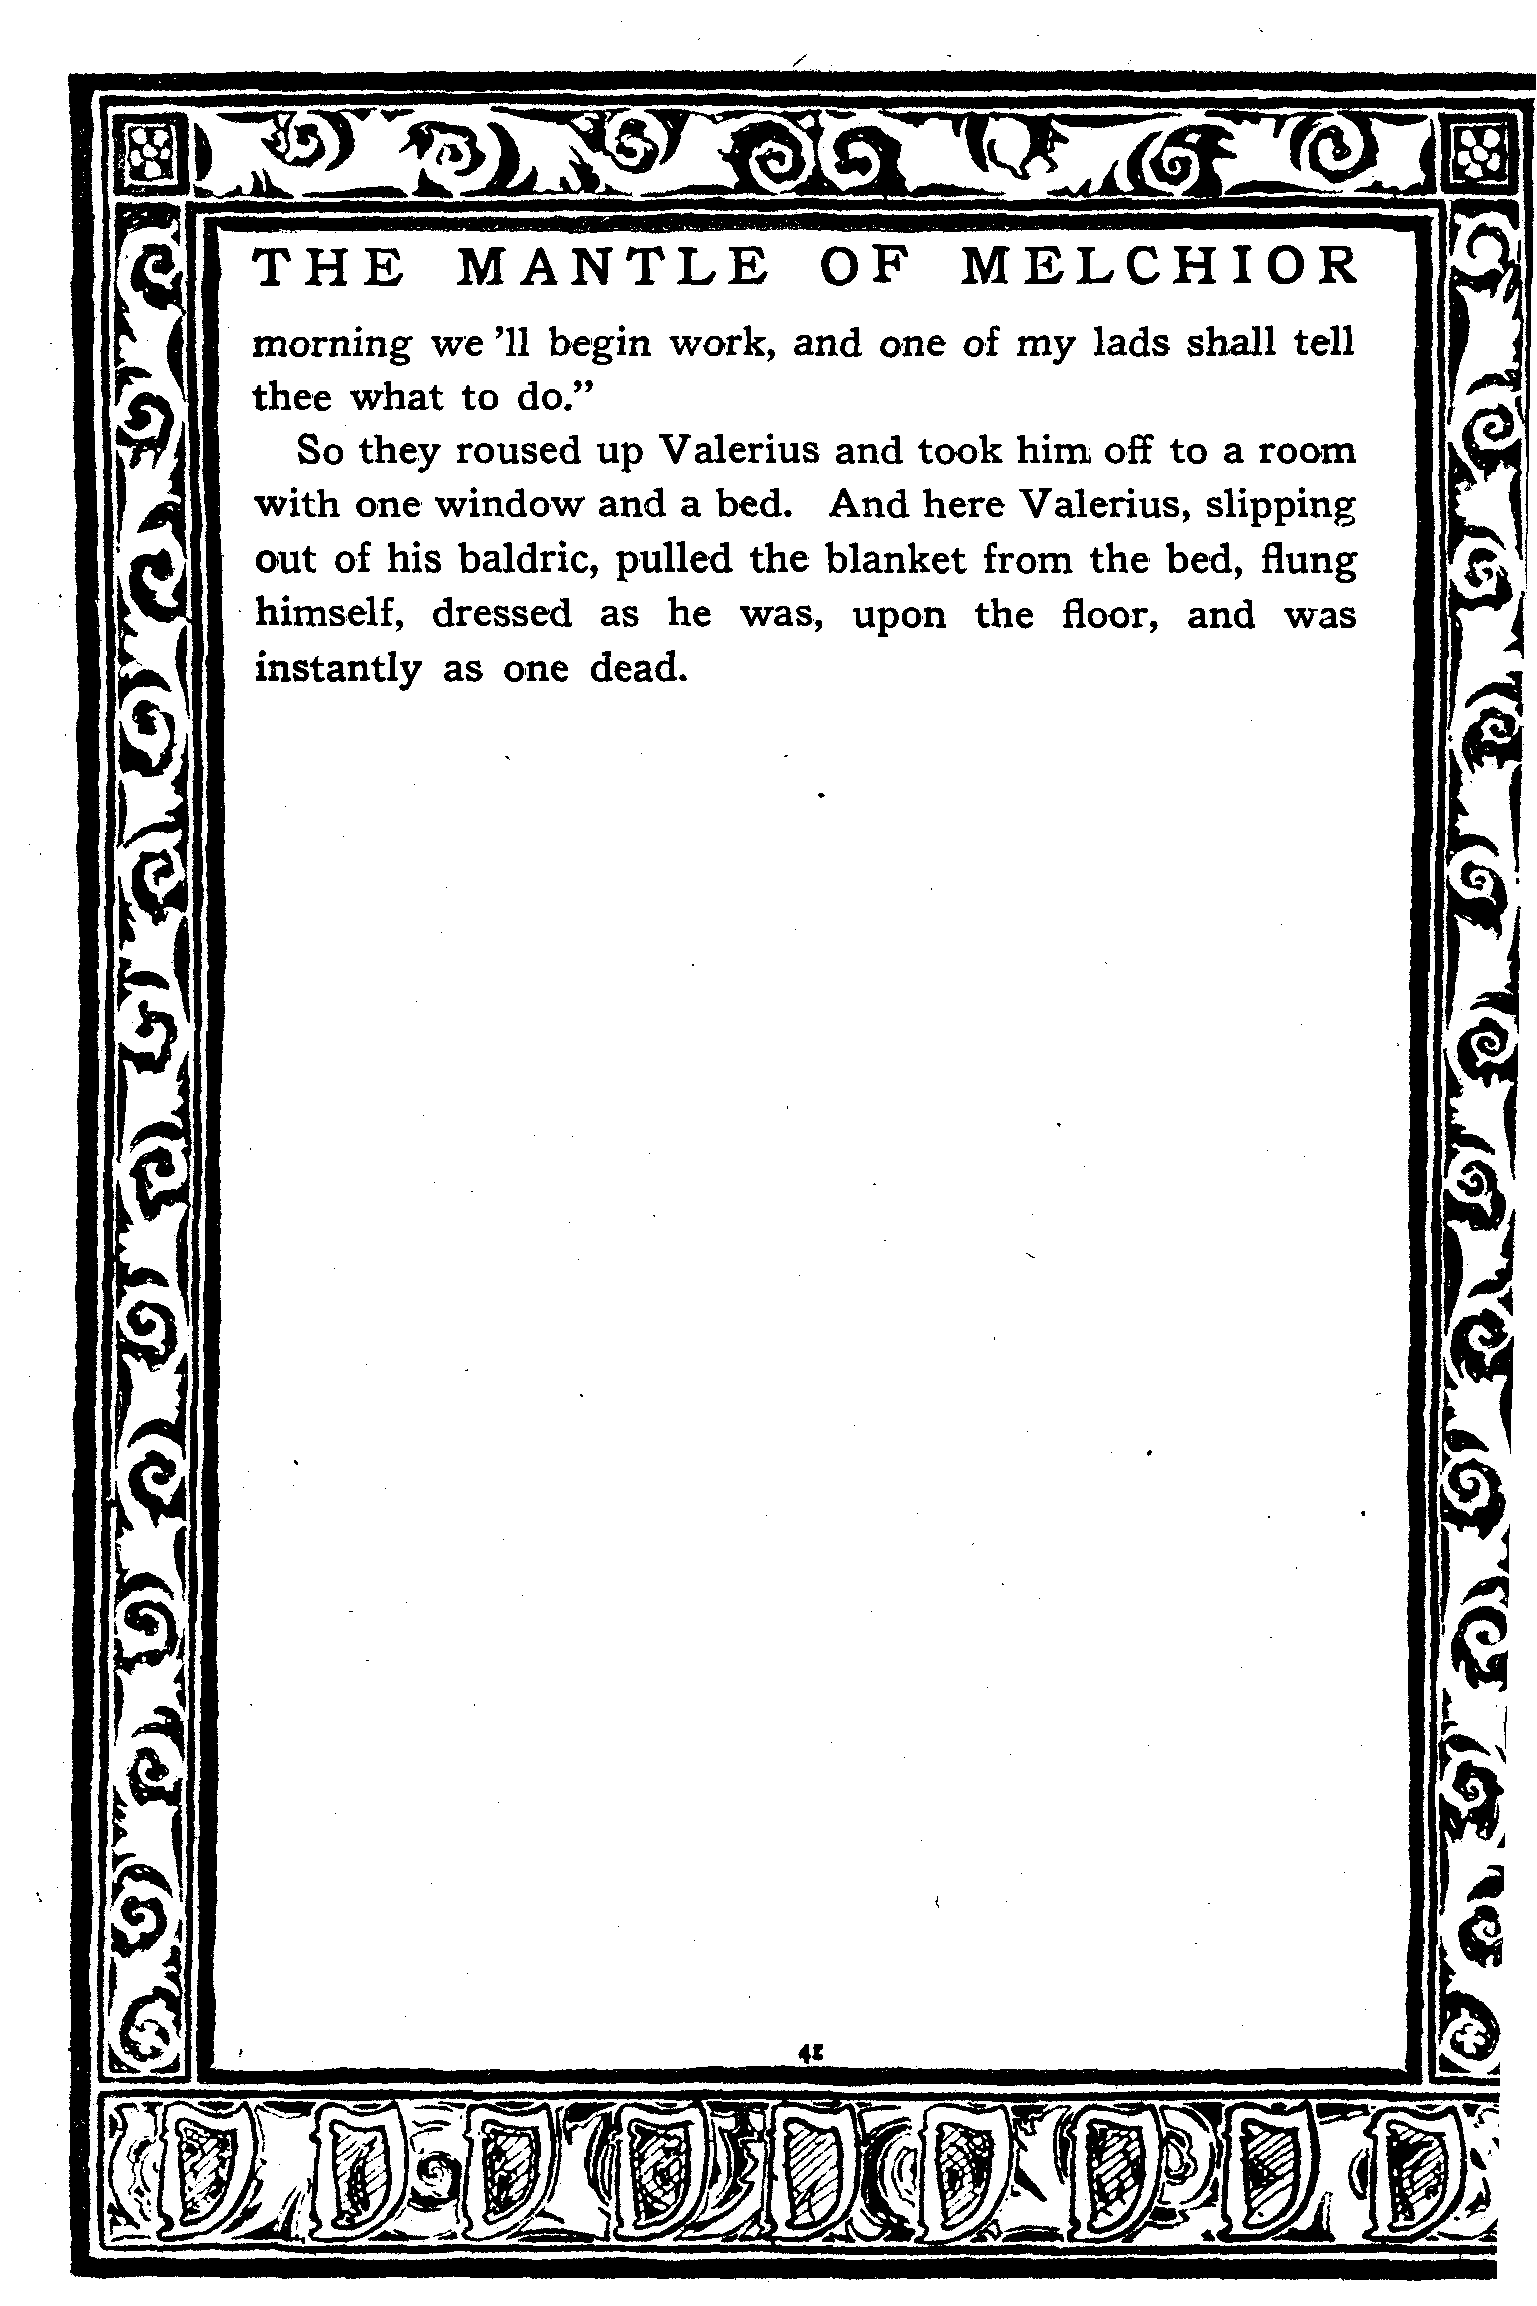 THE MANTLE OF MELCHIOR
morning we 'll begin work, and one of my lads shall tell
thee what to do.”
So they roused up Valerius and took him off to a room
with one window and a bed. And here Valerius, slipping
out of his baldric, pulled the blanket from the bed, flung
himself, dressed as he was, upon the floor, and was
instantly as one dead.
41